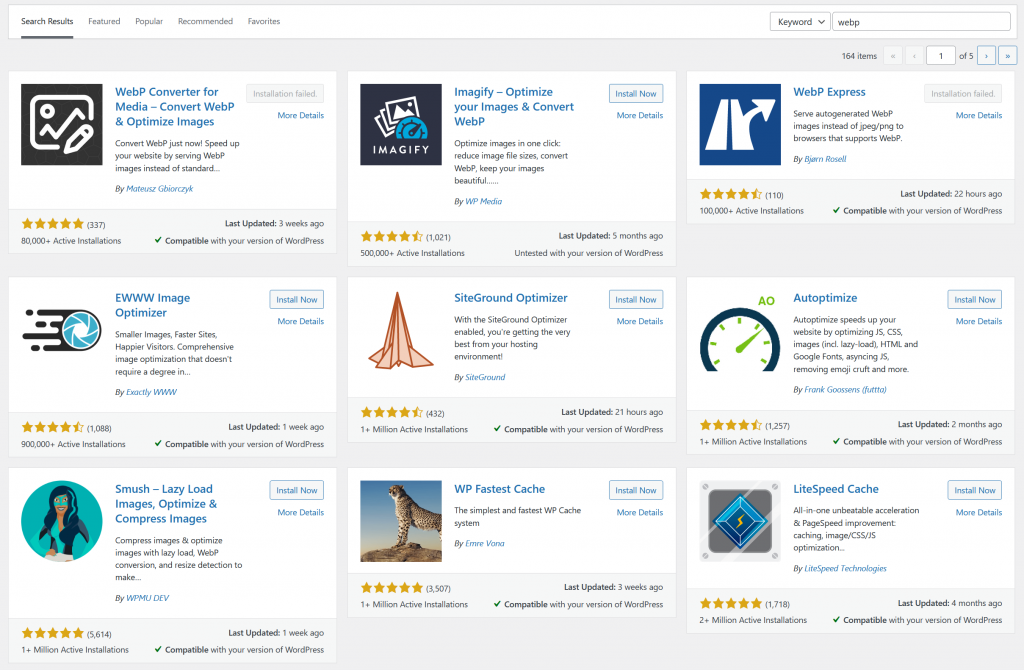 Search Results Featured Popular Recommended Favorites Keyword webp
164 items « ‹ 1 of 5 › »
WebP Converter for
Media – Convert WebP
& Optimize Images
Installation failed.
More Details
Convert WebP just now! Speed up
your website by serving WebP
images instead of standard…
By Mateusz Gbiorczyk
(337)
Last Updated: 3 weeks ago
80,000+ Active Installations
Compatible with your version of WordPress
IMAGIFY
Imagify – Optimize
your Images & Convert
WebP
Install Now
More Details
Optimize images in one click:
reduce image file sizes, convert
WebP, keep your images
beautiful……
By WP Media
(1,021)
Last Updated: 5 months ago
500,000+ Active Installations
Untested with your version of WordPress
WebP Express
Installation failed.
More Details
Serve autogenerated WebP
images instead of jpeg/png to
browsers that supports WebP.
By Bjørn Rosell
(110)
Last Updated: 22 hours ago
100,000+ Active Installations
Compatible with your version of WordPress
EWWW Image
Optimizer
Install Now
More Details
Smaller Images, Faster Sites,
Happier Visitors. Comprehensive
image optimization that doesn't
require a degree in…
By Exactly WWW
(1,088)
Last Updated: 1 week ago
900,000+ Active Installations
Compatible with your version of WordPress
SiteGround Optimizer
Install Now
More Details
With the SiteGround Optimizer
enabled, you're getting the very
best from your hosting
environment!
By SiteGround
(432)
Last Updated: 21 hours ago
1+ Million Active Installations
Compatible with your version of WordPress
AO
Autoptimize
Install Now
More Details
Autoptimize speeds up your
website by optimizing JS, CSS,
images (incl. lazy-load), HTML and
Google Fonts, asyncing JS,
removing emoji cruft and more.
By Frank Goossens (futtta)
(1,257)
Last Updated: 2 months ago
1+ Million Active Installations
Compatible with your version of WordPress
Smush – Lazy Load
Images, Optimize &
Compress Images
Install Now
More Details
Compress images & optimize
images with lazy load, WebP
conversion, and resize detection to
make…
By WPMU DEV
(5,614)
Last Updated: 1 week ago
1+ Million Active Installations
Compatible with your version of WordPress
WP Fastest Cache
Install Now
More Details
The simplest and fastest WP Cache
system
By Emre Vona
(3,507)
Last Updated: 3 weeks ago
1+ Million Active Installations
Compatible with your version of WordPress
LiteSpeed Cache
Install Now
More Details
All-in-one unbeatable acceleration
& PageSpeed improvement:
caching, image/CSS/JS
optimization…
By LiteSpeed Technologies
(1,718)
Last Updated: 4 months ago
2+ Million Active Installations
Compatible with your version of WordPress